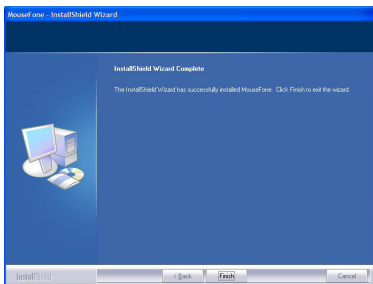 MouseFone - InstallShield Wizard
InstallShield Wizard Complete
The InstallShield Wizard has successfully installed MouseFone. Click Finish to exit the wizard.
InstallShield
< Back
Finish
Cancel